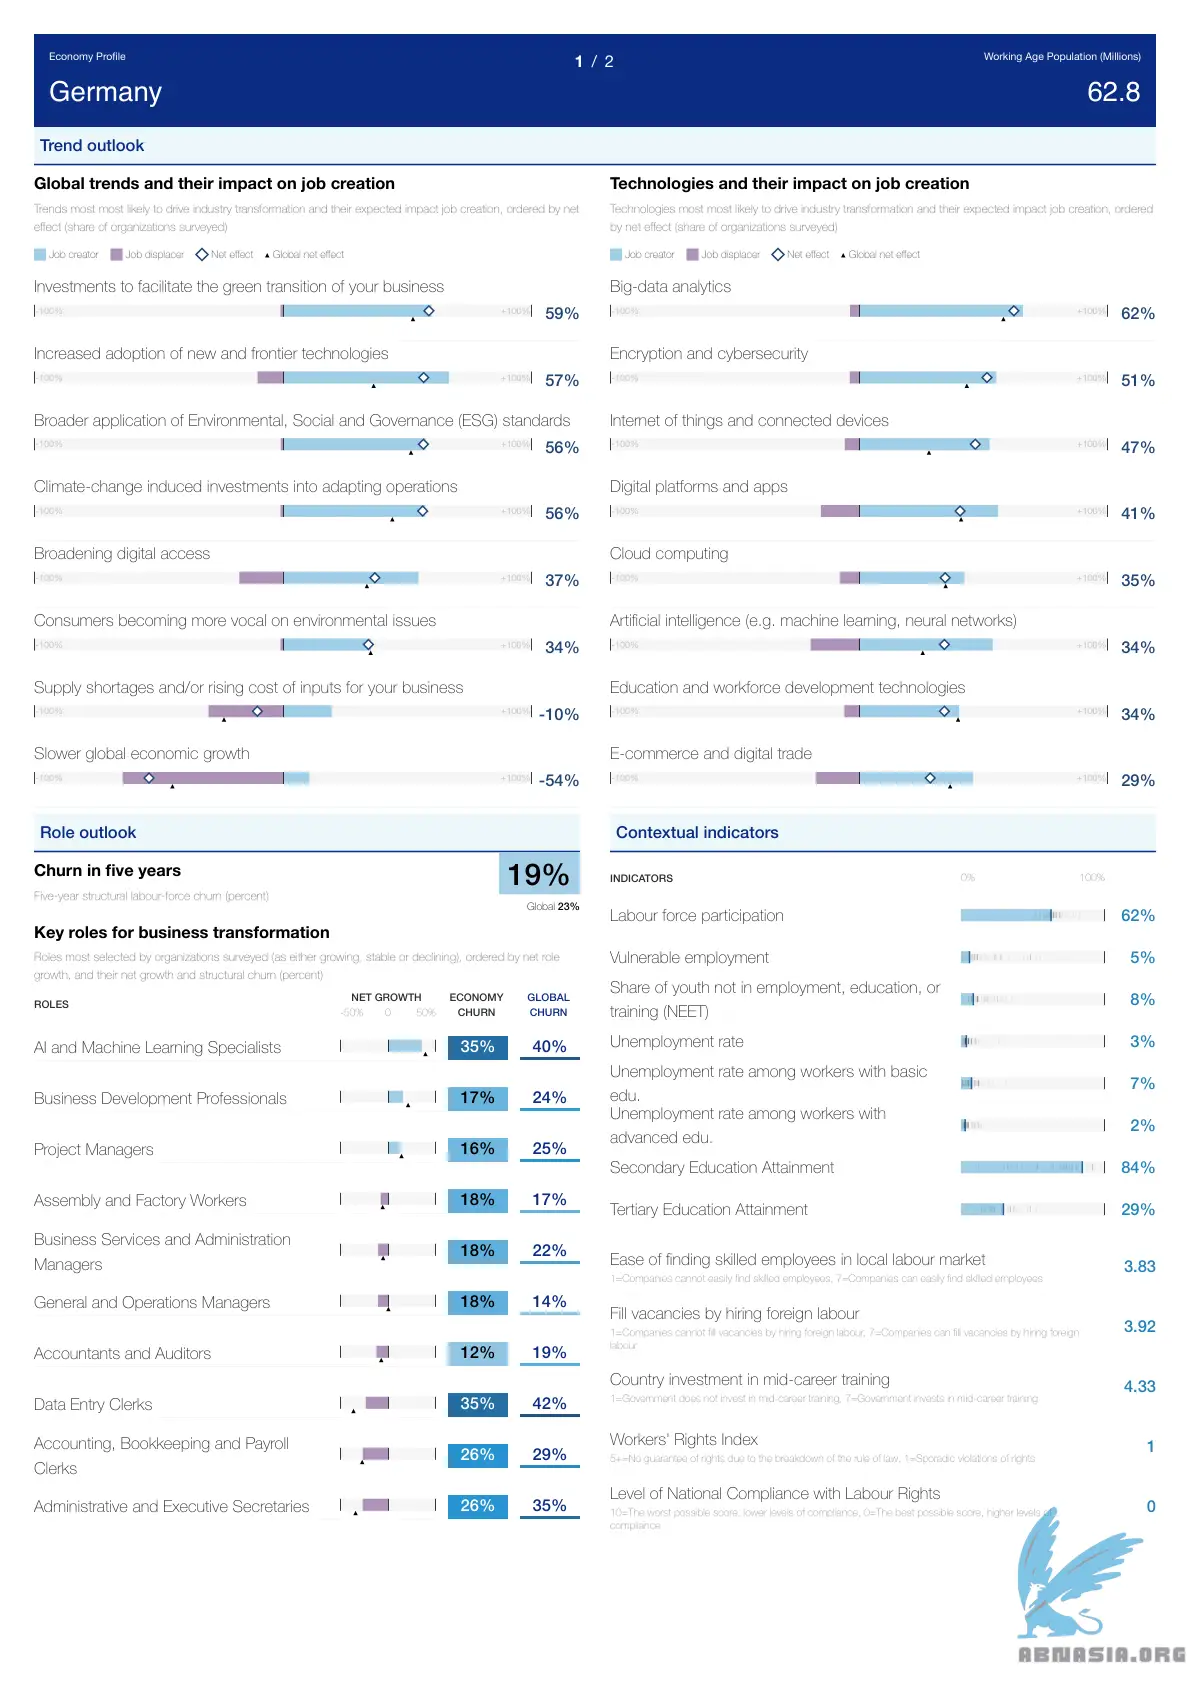 Economy Profile
1 / 2
Working Age Population (Millions)
Germany
62.8
Trend outlook
Global trends and their impact on job creation
Trends most most likely to drive industry transformation and their expected impact job creation, ordered by net
effect (share of organizations surveyed)
Job creator Job displacer Net effect Global net effect
Investments to facilitate the green transition of your business
-100% +100% 59%
Increased adoption of new and frontier technologies
-100% +100% 57%
Broader application of Environmental, Social and Governance (ESG) standards
-100% +100% 56%
Climate-change induced investments into adapting operations
-100% +100% 56%
Broadening digital access
-100% +100% 37%
Consumers becoming more vocal on environmental issues
-100% +100% 34%
Supply shortages and/or rising cost of inputs for your business
-100% +100% -10%
Slower global economic growth
-100% +100% -54%
Technologies and their impact on job creation
Technologies most most likely to drive industry transformation and their expected impact job creation, ordered
by net effect (share of organizations surveyed)
Job creator Job displacer Net effect Global net effect
Big-data analytics
-100% +100% 62%
Encryption and cybersecurity
-100% +100% 51%
Internet of things and connected devices
-100% +100% 47%
Digital platforms and apps
-100% +100% 41%
Cloud computing
-100% +100% 35%
Artificial intelligence (e.g. machine learning, neural networks)
-100% +100% 34%
Education and workforce development technologies
-100% +100% 34%
E-commerce and digital trade
-100% +100% 29%
Role outlook
Churn in five years
19%
Five-year structural labour-force churn (percent)
Global 23%
Key roles for business transformation
Roles most selected by organizations surveyed (as either growing, stable or declining), ordered by net role
growth, and their net growth and structural churn (percent)
ROLES NET GROWTH ECONOMY GLOBAL
-50% 0 50% CHURN CHURN
AI and Machine Learning Specialists 35% 40%
Business Development Professionals 17% 24%
Project Managers 16% 25%
Assembly and Factory Workers 18% 17%
Business Services and Administration
Managers 18% 22%
General and Operations Managers 18% 14%
Accountants and Auditors 12% 19%
Data Entry Clerks 35% 42%
Accounting, Bookkeeping and Payroll
Clerks 26% 29%
Administrative and Executive Secretaries 26% 35%
Contextual indicators
INDICATORS 0% 100%
Labour force participation 62%
Vulnerable employment 5%
Share of youth not in employment, education, or
training (NEET) 8%
Unemployment rate 3%
Unemployment rate among workers with basic
edu. 7%
Unemployment rate among workers with
advanced edu. 2%
Secondary Education Attainment 84%
Tertiary Education Attainment 29%
Ease of finding skilled employees in local labour market 3.83
1=Companies cannot easily find skilled employees, 7=Companies can easily find skilled employees
Fill vacancies by hiring foreign labour 3.92
1=Companies cannot fill vacancies by hiring foreign labour, 7=Companies can fill vacancies by hiring foreign
labour
Country investment in mid-career training 4.33
1=Government does not invest in mid-career training, 7=Government invests in mid-career training
Workers' Rights Index 1
5+=No guarantee of rights due to the breakdown of the rule of law, 1=Sporadic violations of rights
Level of National Compliance with Labour Rights 0
10=The worst possible score, lower levels of compliance, 0=The best possible score, higher levels of
compliance
ABNASIA.ORG